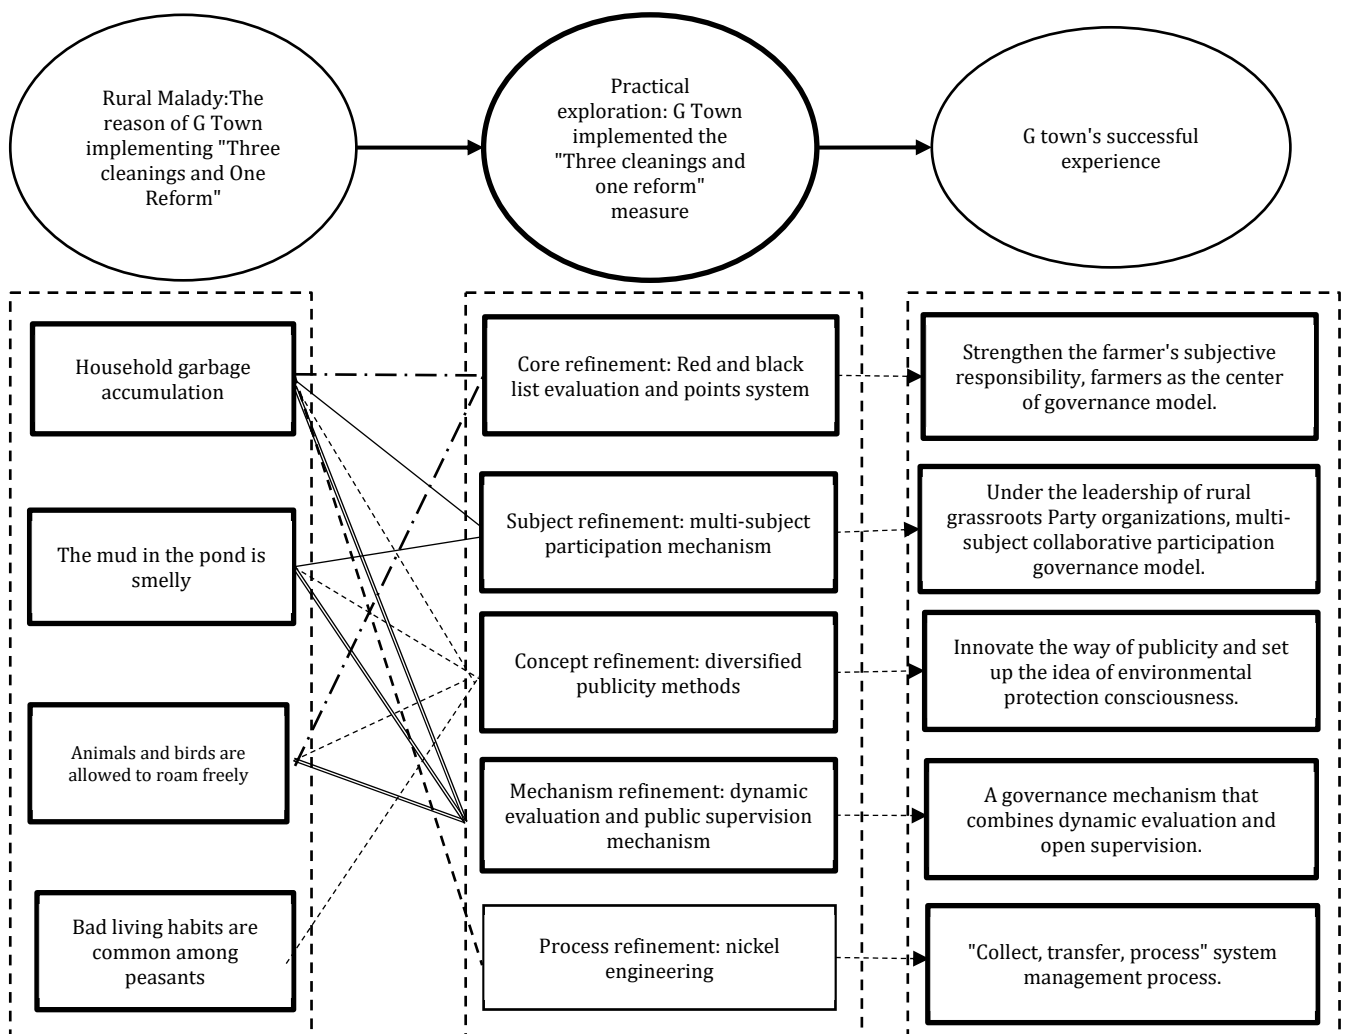 Rural Malady:The
reason of G Town
implementing "Three
cleanings and One
Reform"
Practical
exploration: G Town
implemented the
"Three cleanings and
one reform"
measure
G town's successful
experience
Household garbage
accumulation
The mud in the pond is
smelly
Animals and birds are
allowed to roam freely
Bad living habits are
common among
peasants
Core refinement: Red and black
list evaluation and points system
Subject refinement: multi-subject
participation mechanism
Concept refinement: diversified
publicity methods
Mechanism refinement: dynamic
evaluation and public supervision
mechanism
Process refinement: nickel
engineering
Strengthen the farmer's subjective
responsibility, farmers as the center
of governance model.
Under the leadership of rural
grassroots Party organizations, multi-
subject collaborative participation
governance model.
Innovate the way of publicity and set
up the idea of environmental
protection consciousness.
A governance mechanism that
combines dynamic evaluation and
open supervision.
"Collect, transfer, process" system
management process.